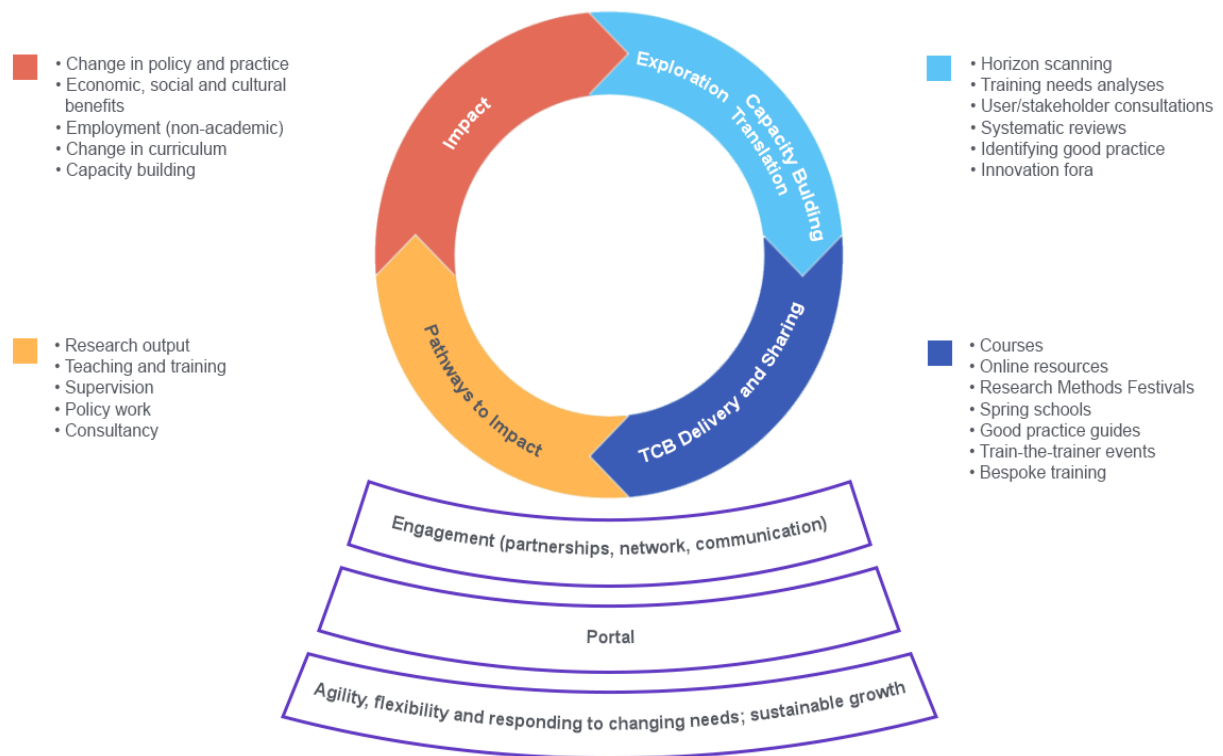 • Change in policy and practice
• Economic, social and cultural
benefits
• Employment (non-academic)
• Change in curriculum
• Capacity building
Impact
Exploration
Translation
Capacity Bulding
• Horizon scanning
• Training needs analyses
• User/stakeholder consultations
• Systematic reviews
• Identifying good practice
• Innovation fora
• Research output
• Teaching and training
• Supervision
• Policy work
• Consultancy
Pathways to Impact
TCB Delivery and Sharing
• Courses
• Online resources
• Research Methods Festivals
• Spring schools
• Good practice guides
• Train-the-trainer events
• Bespoke training
Engagement (partnerships, network, communication)
Portal
Agility, flexibility and responding to changing needs; sustainable growth